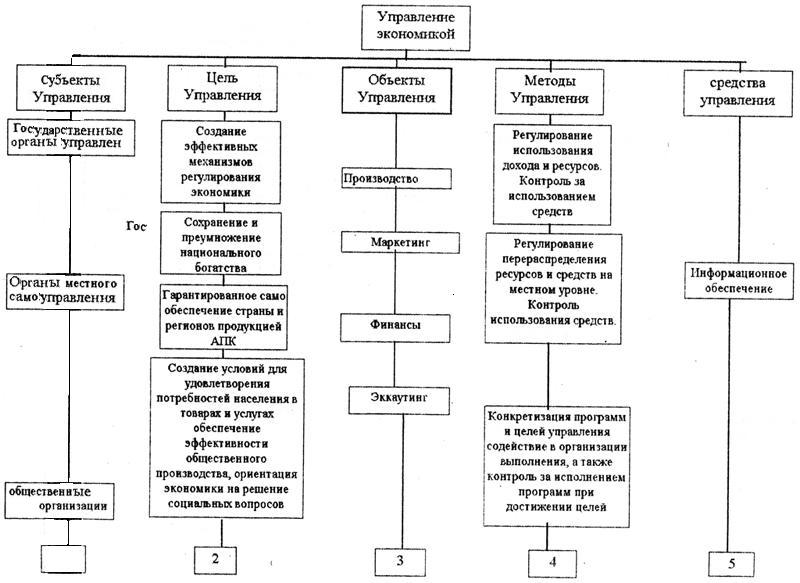 Управление
экономикой
Субъекты
Управления
Государственные
органы управлен
Органы местного
самоуправления
общественные
организации
Цель
Управления
Создание
эффективных
механизмов
регулирования
экономики
Гос
Сохранение и
преумножение
национального
богатства
Гарантированное само
обеспечение страны и
регионов продукцией
АПК
Создание условий для
удовлетворения
потребностей населения в
товарах и услугах
обеспечение
эффективности
общественного
производства, ориентация
экономики на решение
социальных вопросов
2
Объекты
Управления
Производство
Маркетинг
Финансы
Эккаутинг
3
Методы
Управления
Регулирование
использования
дохода и ресурсов.
Контроль за
использованием
средств
Регулирование
перераспределения
ресурсов и средств на
местном уровне.
Контроль
использования средств.
Конкретизация программ
и целей управления
содействие в организации
выполнения, а также
контроль за исполнением
программ при
достижении целей
4
средства
управления
Информационное
обеспечение
5